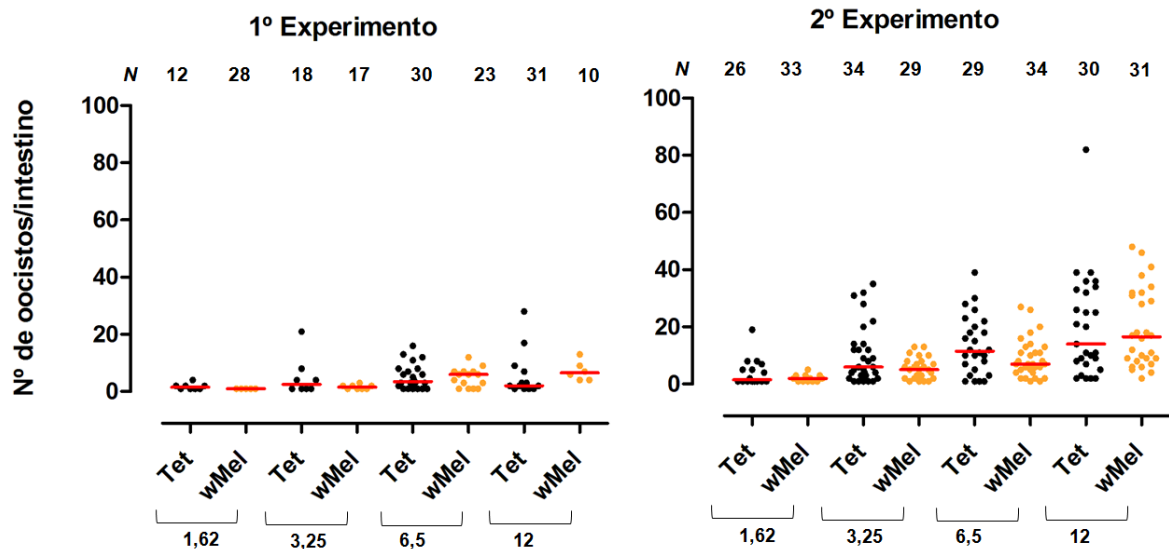 1º Experimento
N 12 28 18 17 30 23 31 10
Nº de oocistos/intestino
100
80
60
40
20
0
Tet wMel Tet wMel Tet wMel Tet wMel
1,62 3,25 6,5 12
2º Experimento
N 26 33 34 29 29 34 30 31
100
80
60
40
20
0
Tet wMel Tet wMel Tet wMel Tet wMel
1,62 3,25 6,5 12